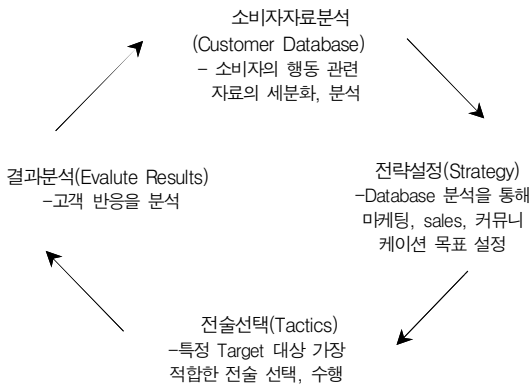 소비자자료분석
(Customer Database)
- 소비자의 행동 관련
자료의 세분화, 분석
결과분석(Evalute Results)
-고객 반응을 분석
전략설정(Strategy)
-Database 분석을 통해
마케팅, sales, 커뮤니
케이션 목표 설정
전술선택(Tactics)
-특정 Target 대상 가장
적합한 전술 선택, 수행